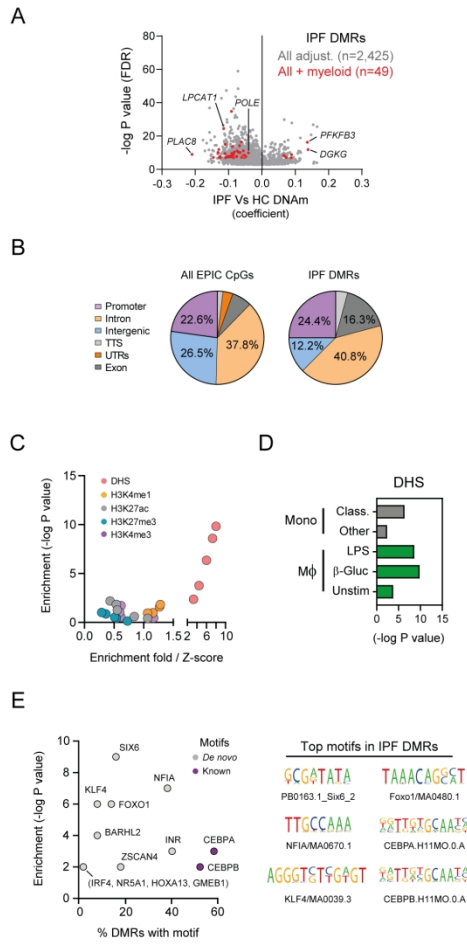 A
IPF DMRs
All adjust. (n=2,425)
All + myeloid (n=49)
-log P value (FDR)
80
60
40
20
0
LPCAT1
POLE
PLAC8
PFKFB3
DGKG
-0.3 -0.2 -0.1 0.0 0.1 0.2 0.3
IPF Vs HC DNAm
(coefficient)
B
All EPIC CpGs
IPF DMRs
Promoter
Intron
Intergenic
TTS
UTRs
Exon
22.6%
37.8%
26.5%
24.4%
16.3%
12.2%
40.8%
C
DHS
H3K4me1
H3K27ac
H3K27me3
H3K4me3
Enrichment (-log P value)
15
10
5
0
0.0 0.5 1.0 1.5 2 4 6 8 10
Enrichment fold / Z-score
D
DHS
Mono
Class.
Other
Mϕ
LPS
β-Gluc
Unstim
0 5 10 15
(-log P value)
E
Motifs
De novo
Known
Enrichment (-log P value)
10
8
6
4
2
0
SIX6
NFIA
KLF4
FOXO1
BARHL2
INR
CEBPA
ZSCAN4
CEBPB
(IRF4, NR5A1, HOXA13, GMEB1)
0 20 40 60
% DMRs with motif
Top motifs in IPF DMRs
GCGATATA
TAAACAG
PB0163.1_Six6_2
Foxo1/MA0480.1
TTGCCAAA
NFIA/MA0670.1
CEBPA.H11MO.0.A
KLF4/MA0039.3
CEBPB.H11MO.0.A